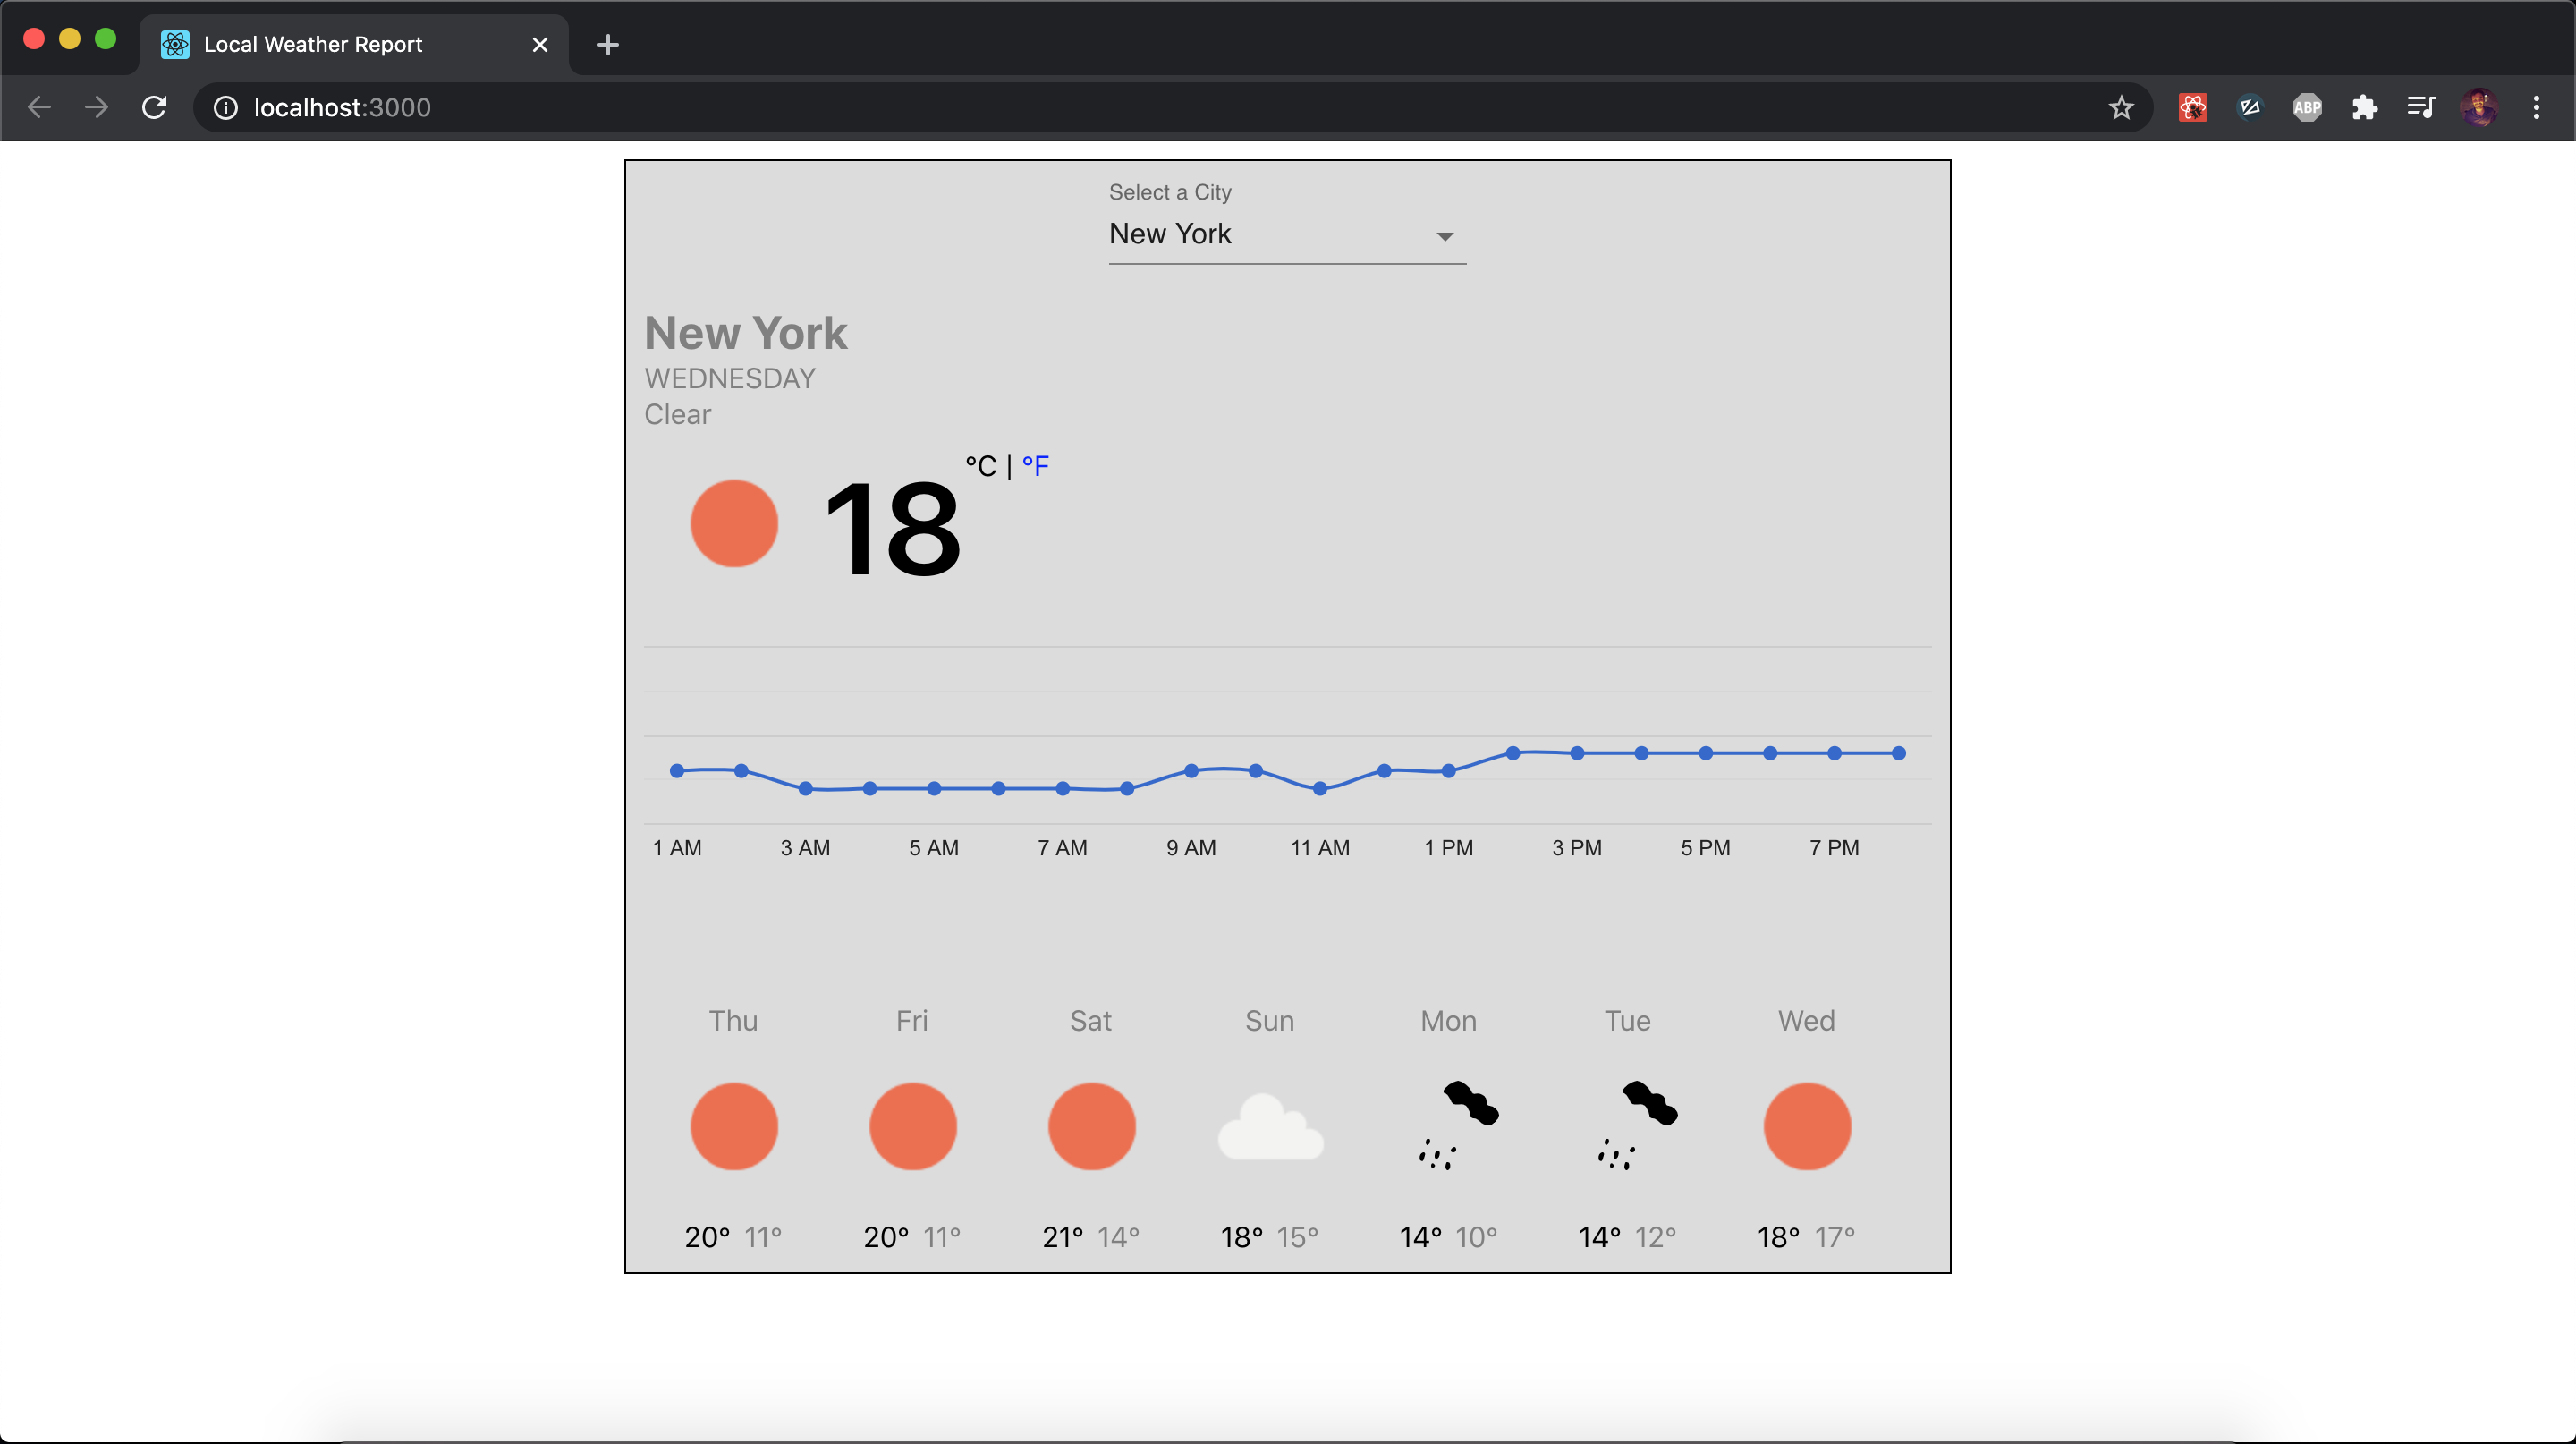 Local Weather Report
localhost:3000
ABP
Select a City
New York
New York
WEDNESDAY
Clear
18 °C | °F
1 AM 3 AM 5 AM 7 AM 9 AM 11 AM 1 PM 3 PM 5 PM 7 PM
Thu Fri Sat Sun Mon Tue Wed
20° 11° 20° 11° 21° 14° 18° 15° 14° 10° 14° 12° 18° 17°